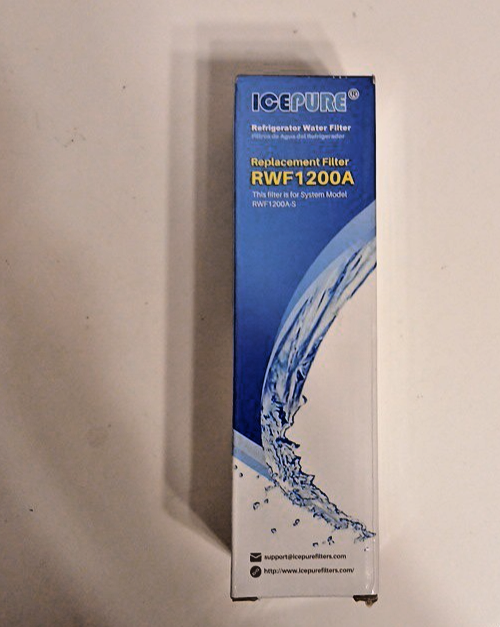 ICEPURE®
Refrigerator Water Filter
Filtros de Agua del Refrigerador
Replacement Filter
RWF1200A
This filter is for System Model
RWF1200A-S
support@icepurefilters.com
http://www.icepurefilters.com/